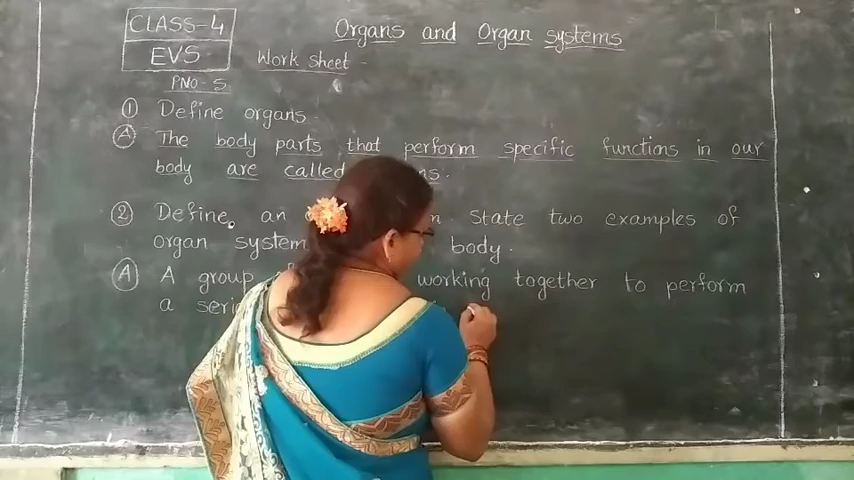 CLASS-4
Organs and Organ systems
EVS
Work sheet -
PNO-5
① Define organs.
Ⓐ The body parts that perform specific functions in our
body are called
② Define an State two examples of
organ system body.
Ⓐ A group working together to perform
a